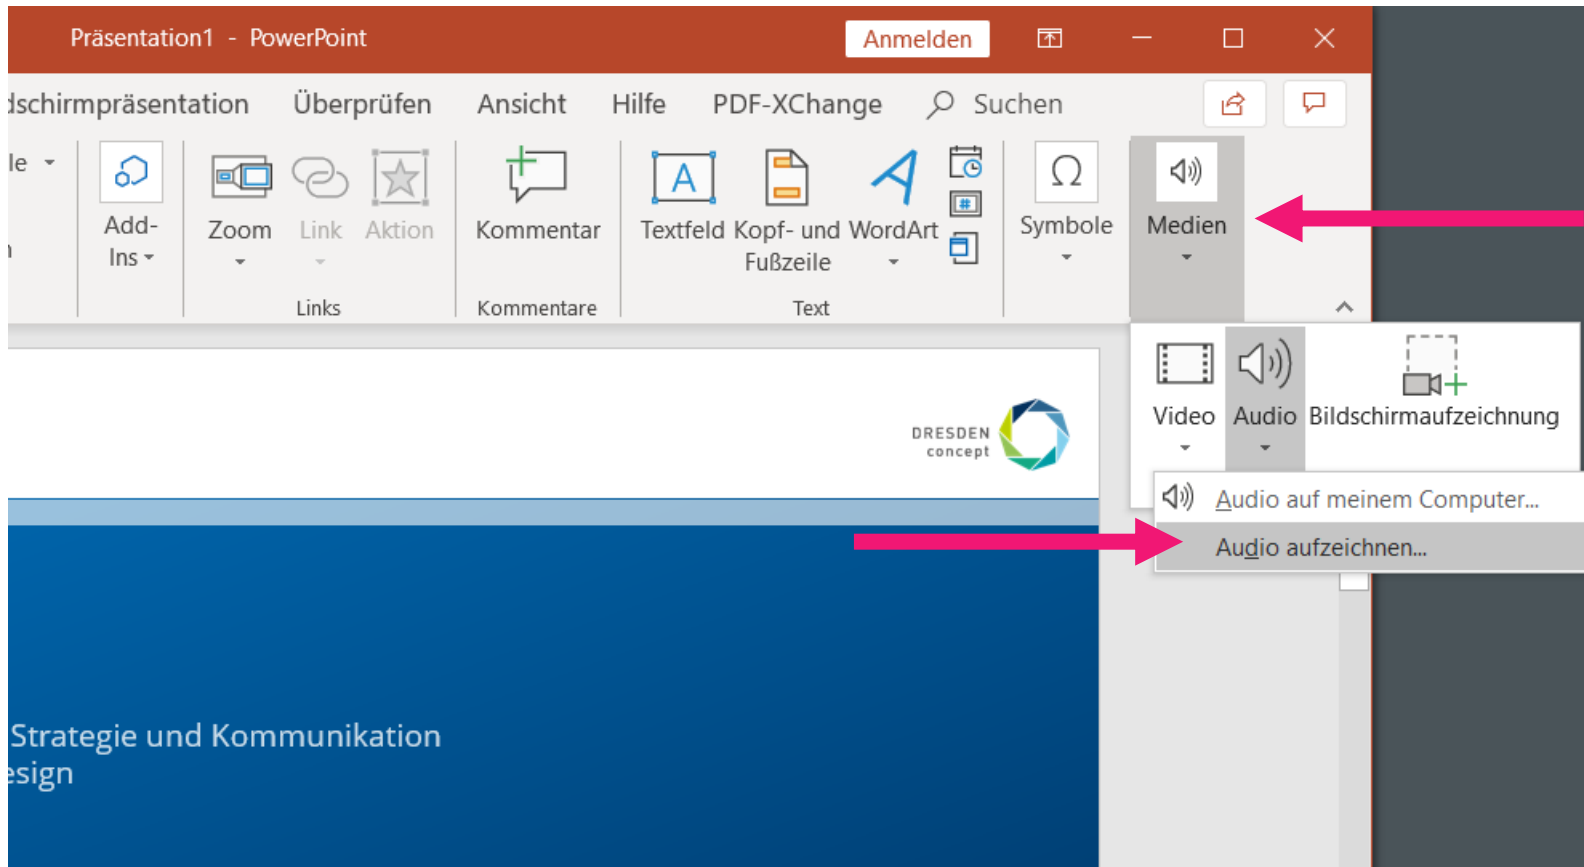 Präsentation1 - PowerPoint
Anmelden
dschirmpräsentation Überprüfen Ansicht Hilfe PDF-XChange Suchen
le
Add-
Ins
Zoom
Link
Aktion
Kommentar
Textfeld
Kopf- und
Fußzeile
WordArt
Symbole
Medien
Links
Kommentare
Text
Video
Audio
Bildschirmaufzeichnung
Audio auf meinem Computer...
Audio aufzeichnen...
DRESDEN
concept
Strategie und Kommunikation
esign